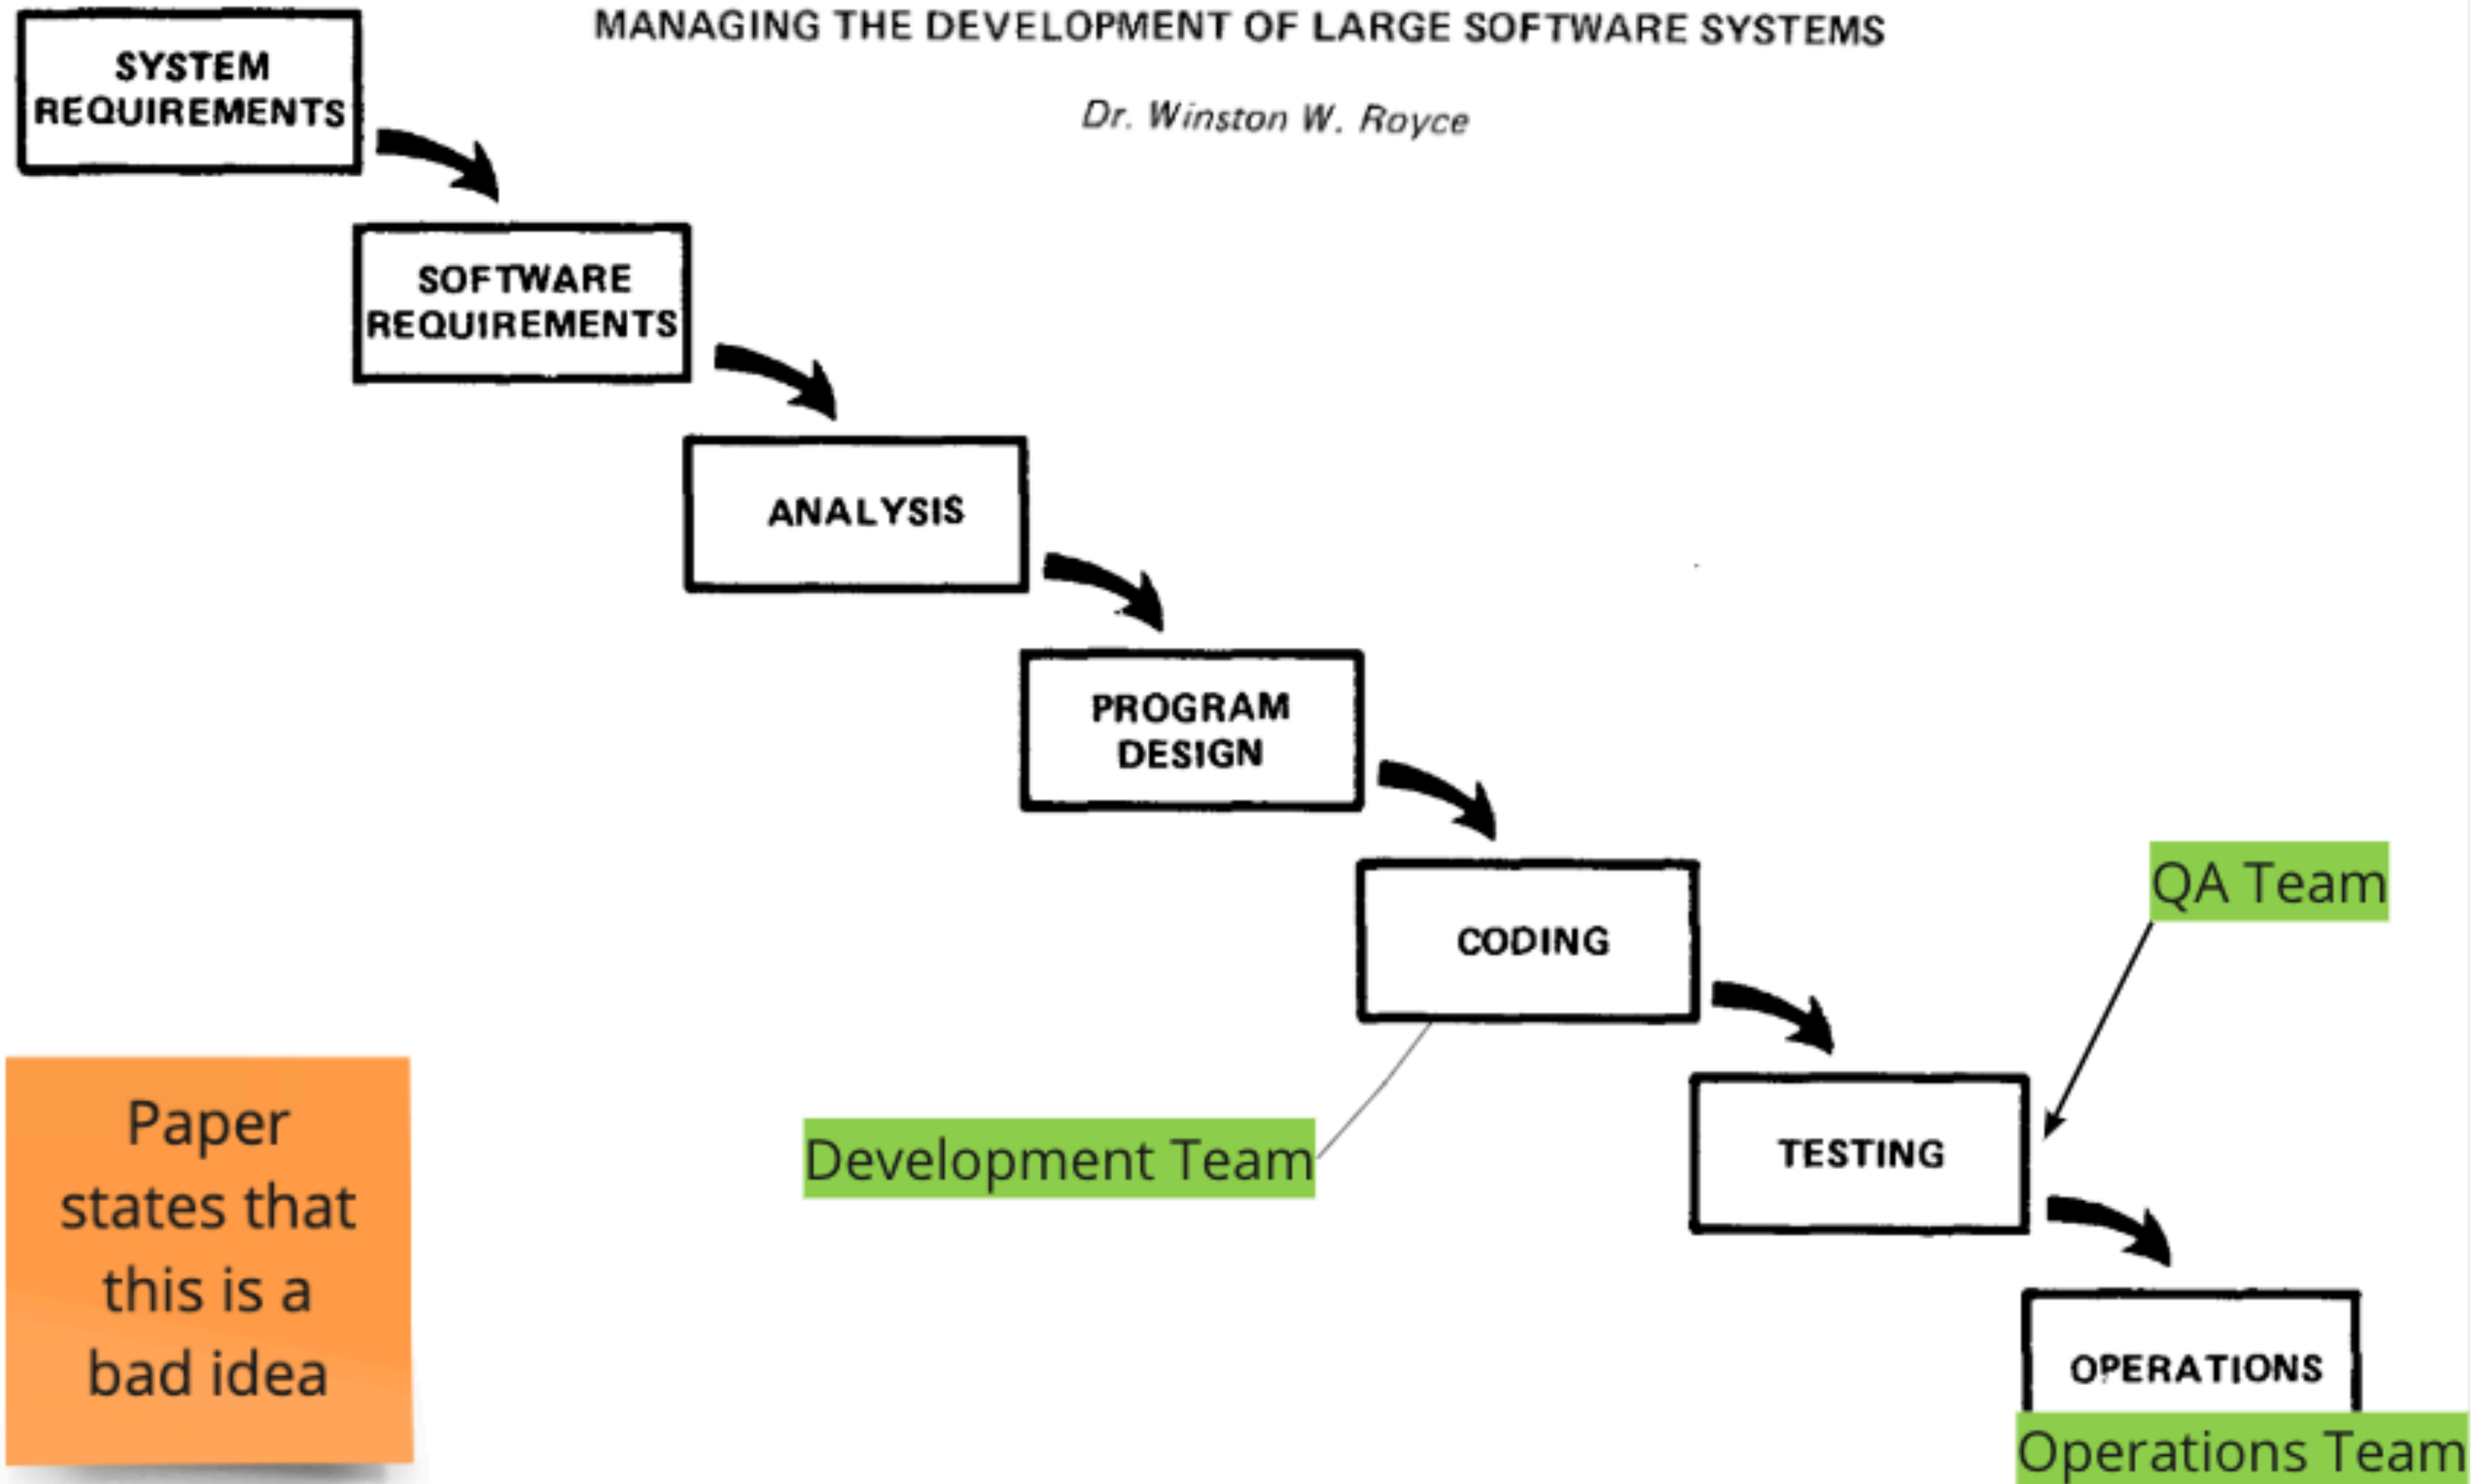 MANAGING THE DEVELOPMENT OF LARGE SOFTWARE SYSTEMS
Dr. Winston W. Royce
SYSTEM
REQUIREMENTS
SOFTWARE
REQUIREMENTS
ANALYSIS
PROGRAM
DESIGN
CODING
QA Team
Development Team
TESTING
OPERATIONS
Operations Team
Paper
states that
this is a
bad idea